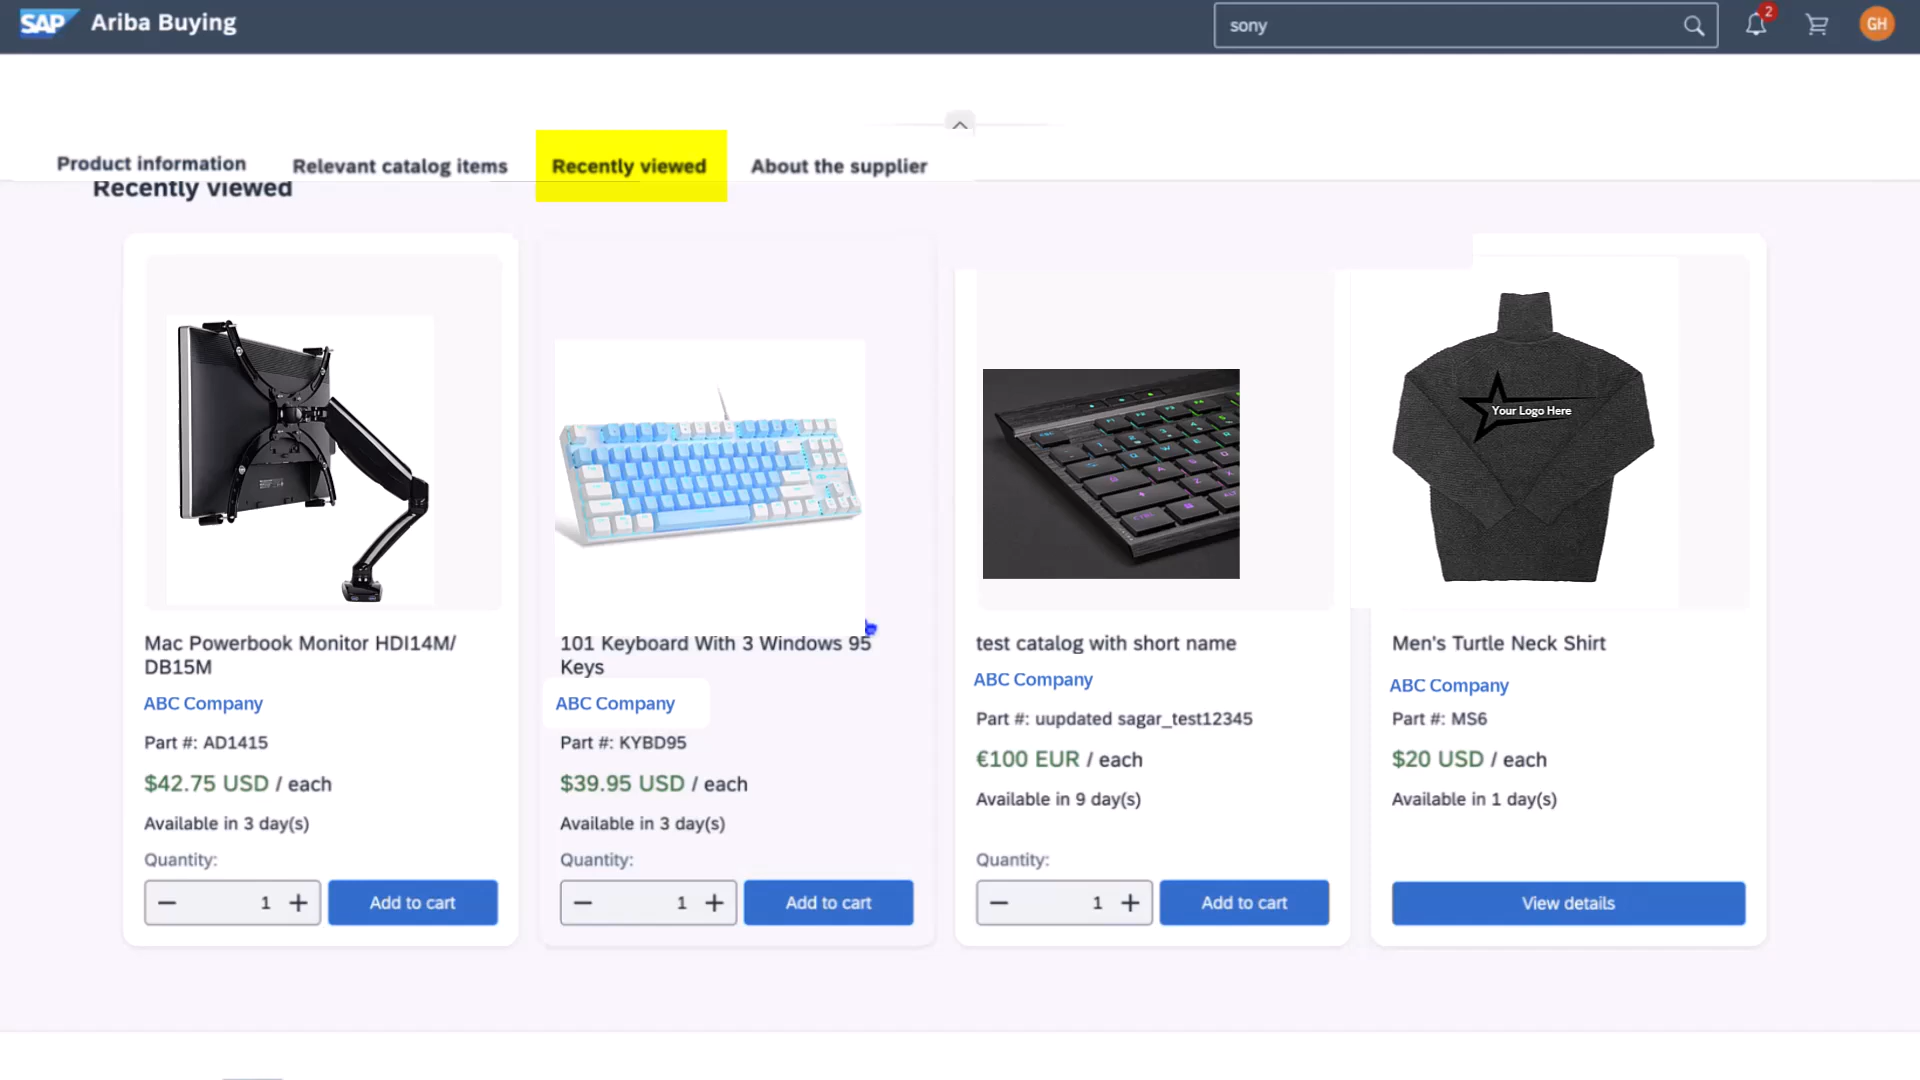 SAP Ariba Buying
sony
2
GH
Product information
Relevant catalog items
Recently viewed
About the supplier
Recently viewed
Your Logo Here
Mac Powerbook Monitor HDI14M/
DB15M
ABC Company
Part #: AD1415
$42.75 USD / each
Available in 3 day(s)
Quantity:
1
Add to cart
101 Keyboard With 3 Windows 95
Keys
ABC Company
Part #: KYBD95
$39.95 USD / each
Available in 3 day(s)
Quantity:
1
Add to cart
test catalog with short name
ABC Company
Part #: uupdated sagar_test12345
€100 EUR / each
Available in 9 day(s)
Quantity:
1
Add to cart
Men's Turtle Neck Shirt
ABC Company
Part #: MS6
$20 USD / each
Available in 1 day(s)
View details